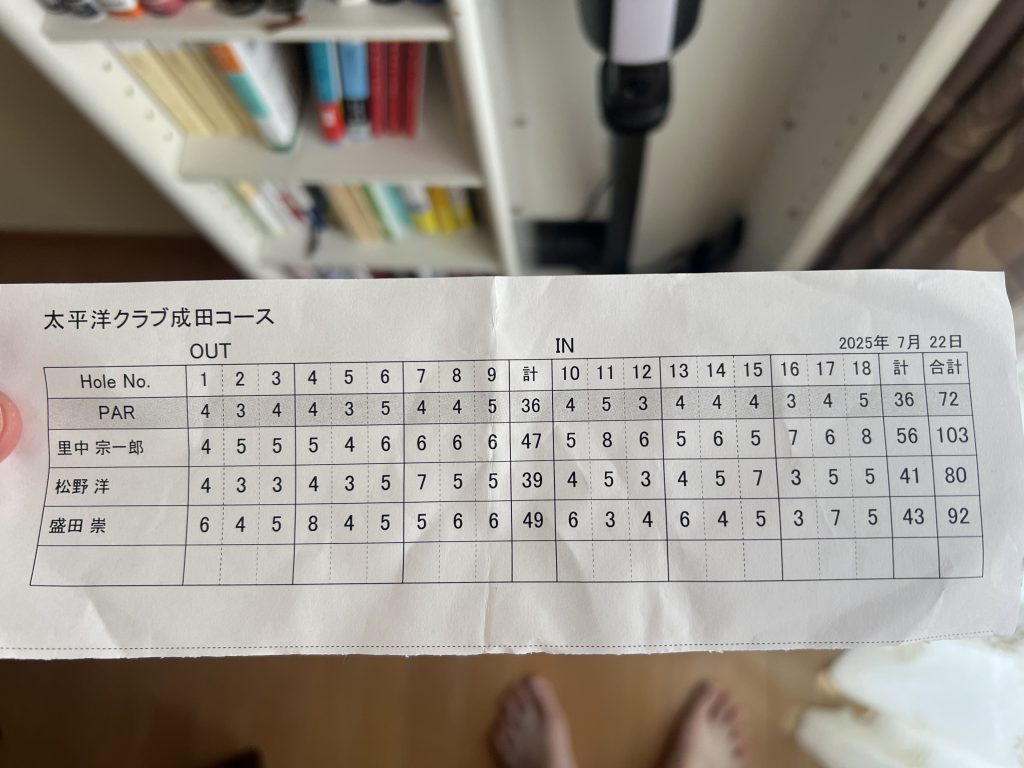 太平洋クラブ成田コース
OUT IN 2025年 7月 22日
Hole No. 1 2 3 4 5 6 7 8 9 計 10 11 12 13 14 15 16 17 18 計 合計
PAR 4 3 4 4 3 5 4 4 5 36 4 5 3 4 4 4 3 4 5 36 72
里中 宗一郎 4 5 5 5 4 6 6 6 6 47 5 8 6 5 6 5 7 6 8 56 103
松野 洋 4 3 3 4 3 5 7 5 5 39 4 5 3 4 5 7 3 5 5 41 80
盛田 崇 6 4 5 8 4 5 5 6 6 49 6 3 4 6 4 5 3 7 5 43 92